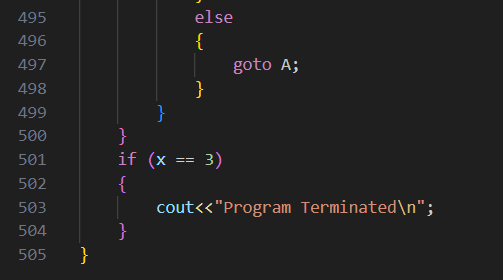 495 else
496 {
497 goto A;
498 }
499 }
500 }
501 if (x == 3)
502 {
503 cout<<"Program Terminated\n";
504 }
505 }